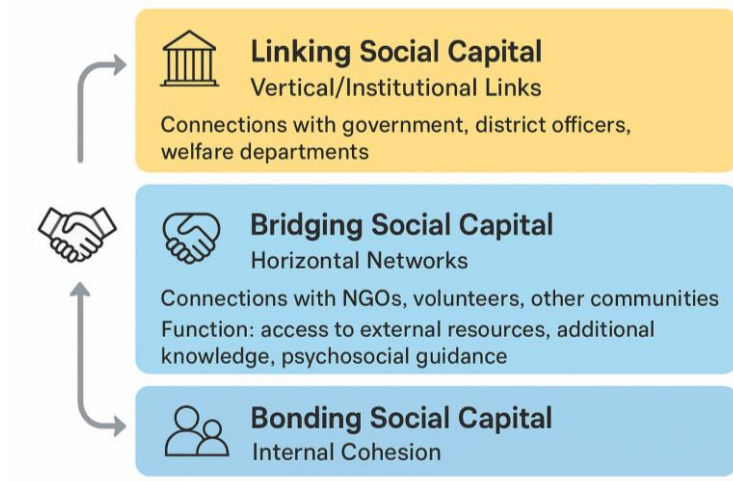 Linking Social Capital
Vertical/Institutional Links
Connections with government, district officers,
welfare departments
Bridging Social Capital
Horizontal Networks
Connections with NGOs, volunteers, other communities
Function: access to external resources, additional
knowledge, psychosocial guidance
Bonding Social Capital
Internal Cohesion